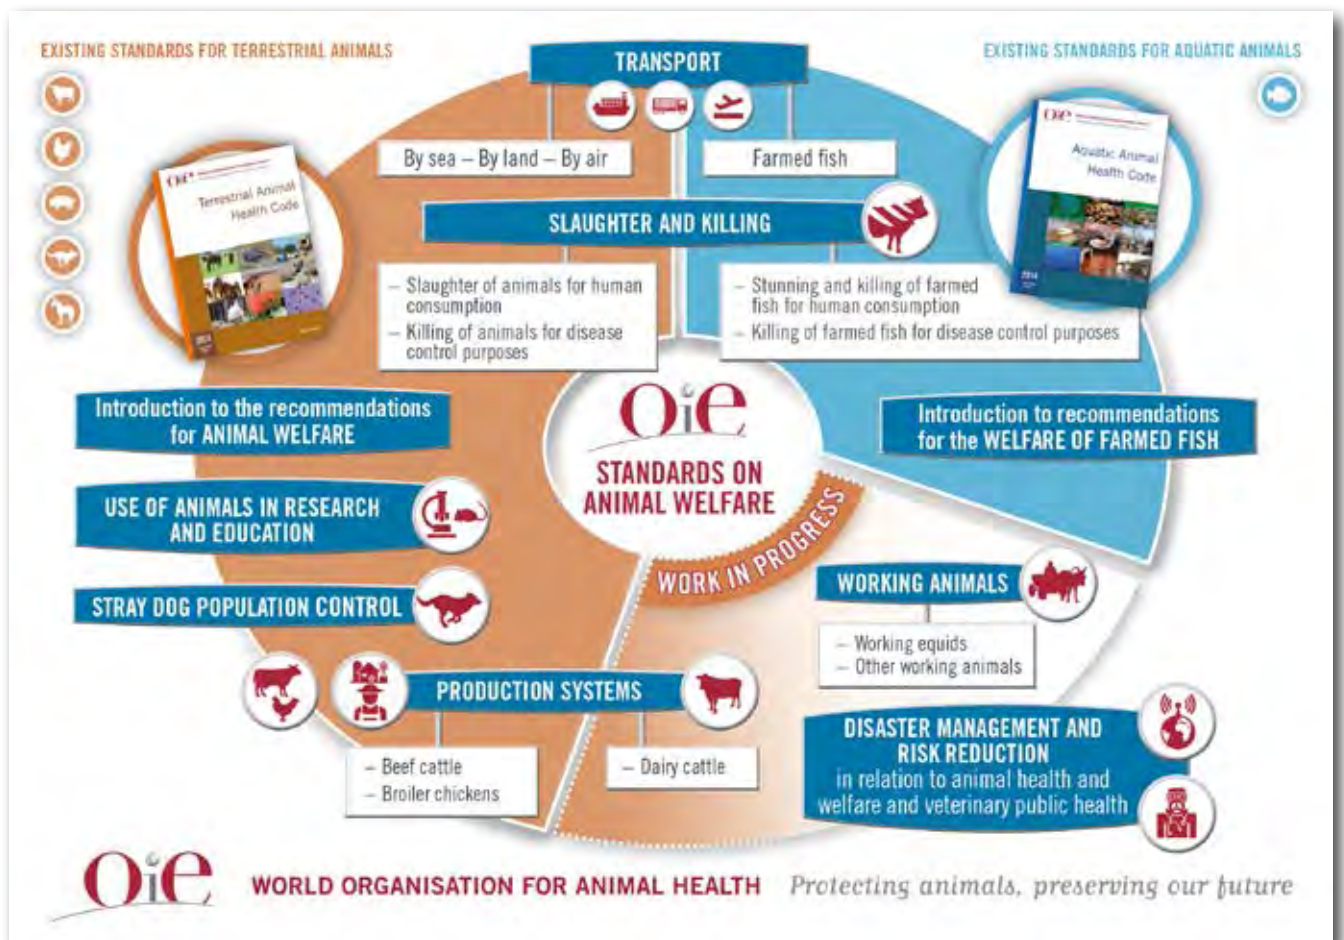 EXISTING STANDARDS FOR TERRESTRIAL ANIMALS
EXISTING STANDARDS FOR AQUATIC ANIMALS
TRANSPORT
By sea – By land – By air
Farmed fish
Oie
Terrestrial Animal
Health Code
Oie
Aquatic Animal
Health Code
SLAUGHTER AND KILLING
– Slaughter of animals for human
consumption
– Killing of animals for disease
control purposes
– Stunning and killing of farmed
fish for human consumption
– Killing of farmed fish for disease control purposes
Introduction to the recommendations
for ANIMAL WELFARE
Oie
STANDARDS ON
ANIMAL WELFARE
Introduction to recommendations
for the WELFARE OF FARMED FISH
USE OF ANIMALS IN RESEARCH
AND EDUCATION
STRAY DOG POPULATION CONTROL
WORK IN PROGRESS
WORKING ANIMALS
– Working equids
– Other working animals
PRODUCTION SYSTEMS
– Beef cattle
– Broiler chickens
– Dairy cattle
DISASTER MANAGEMENT AND
RISK REDUCTION
in relation to animal health and
welfare and veterinary public health
Oie
WORLD ORGANISATION FOR ANIMAL HEALTH
Protecting animals, preserving our future